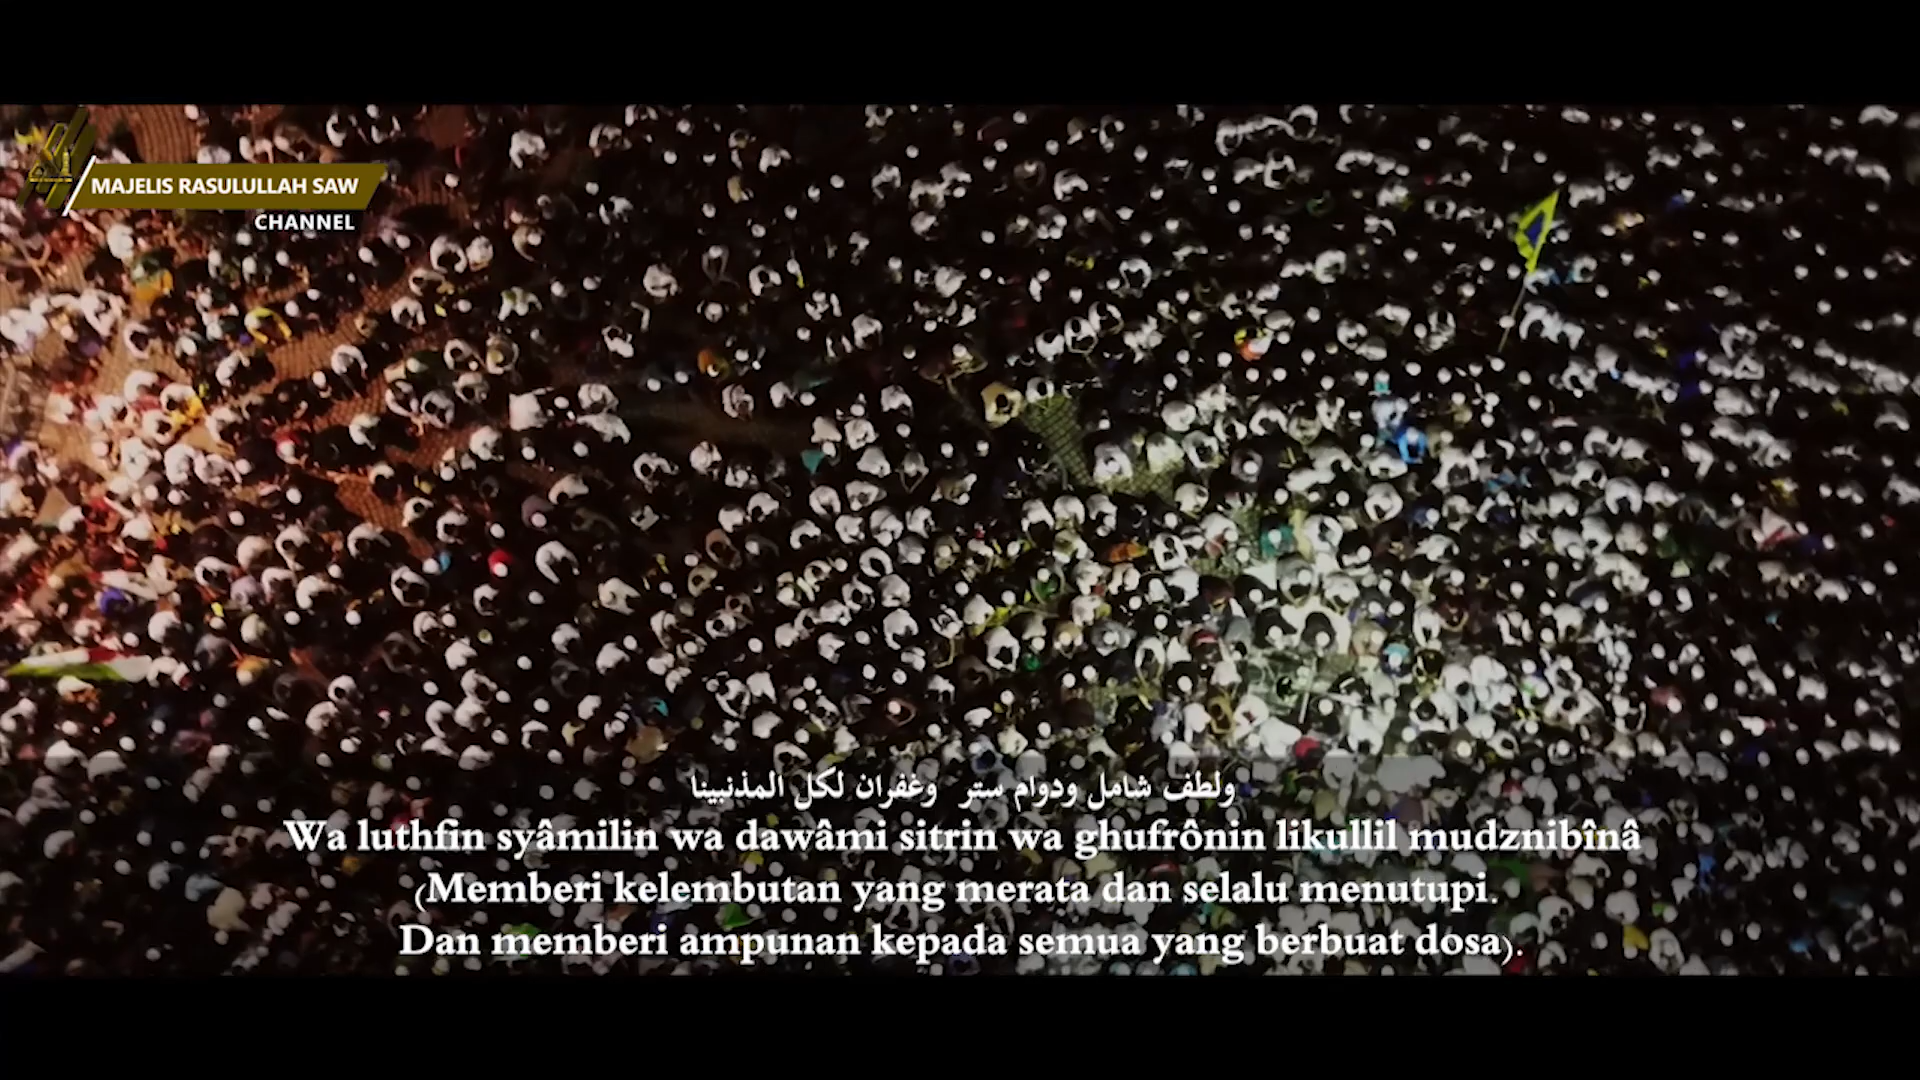 MAJELIS RASULULLAH SAW
CHANNEL
ولطف شامل ودوام ستر وغفران لكل المذنبينا
Wa luthfin syâmilin wa dawâmi sitrin wa ghufrônin likullil mudznibînâ
(Memberi kelembutan yang merata dan selalu menutupi.
Dan memberi ampunan kepada semua yang berbuat dosa).